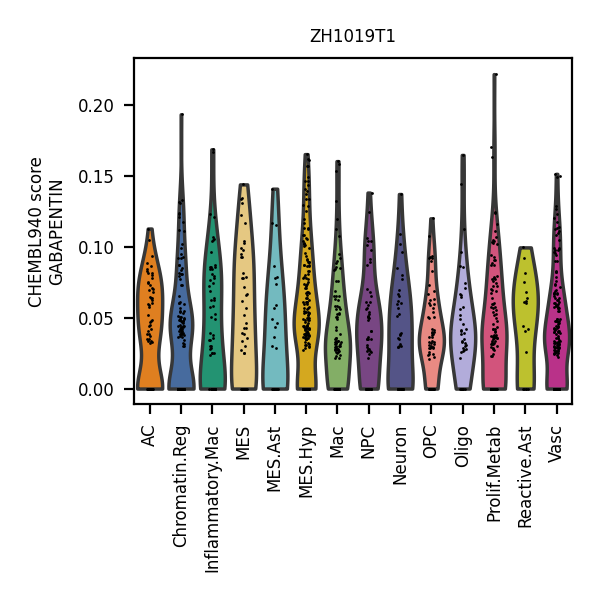 ZH1019T1
CHEMBL940 score
GABAPENTIN
0.20
0.15
0.10
0.05
0.00
AC
Chromatin.Reg
Inflammatory.Mac
MES
MES.Ast
MES.Hyp
Mac
NPC
Neuron
OPC
Oligo
Prolif.Metab
Reactive.Ast
Vasc